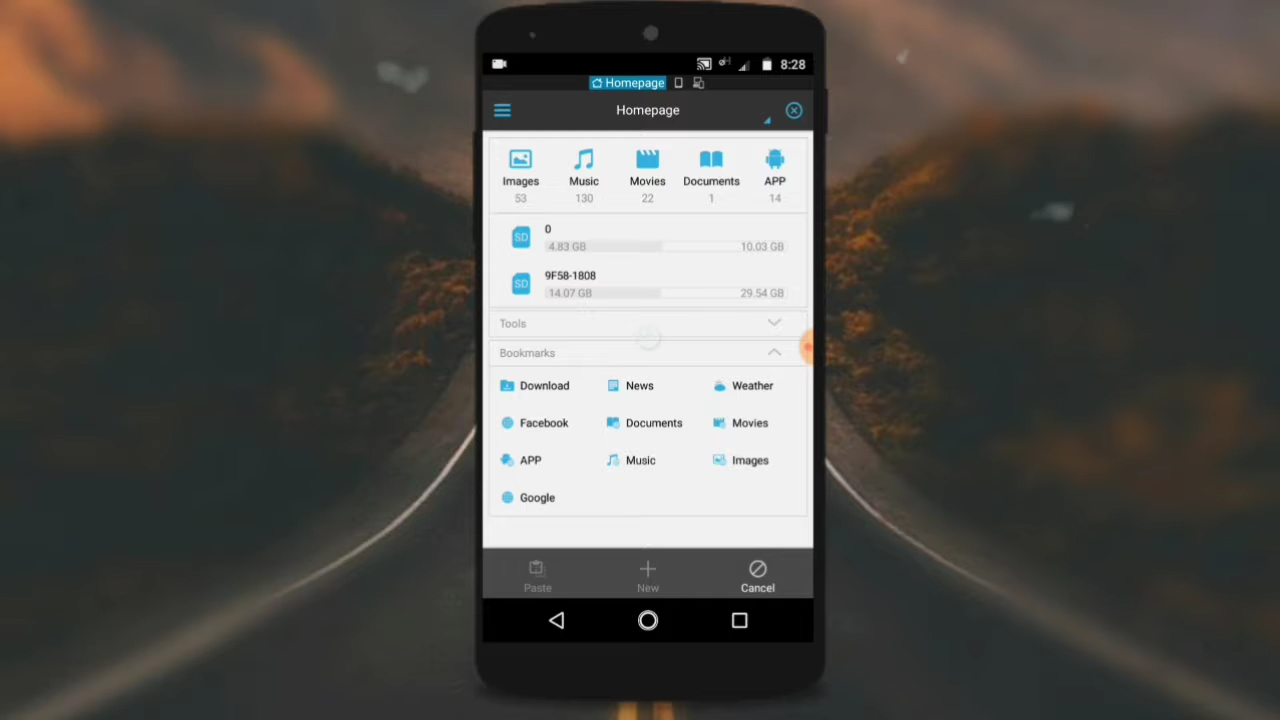 8:28
Homepage
Homepage
Images Music Movies Documents APP
53 130 22 1 14
SD 0
4.83 GB 10.03 GB
SD 9F58-1808
14.07 GB 29.54 GB
Tools
Bookmarks
Download News Weather
Facebook Documents Movies
APP Music Images
Google
Paste New Cancel